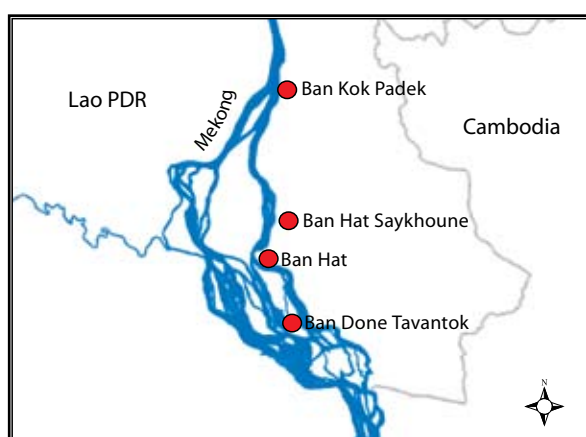 Ban Kok Padek
Lao PDR
Mekong
Cambodia
Ban Hat Saykhoune
Ban Hat
Ban Done Tavantok
N